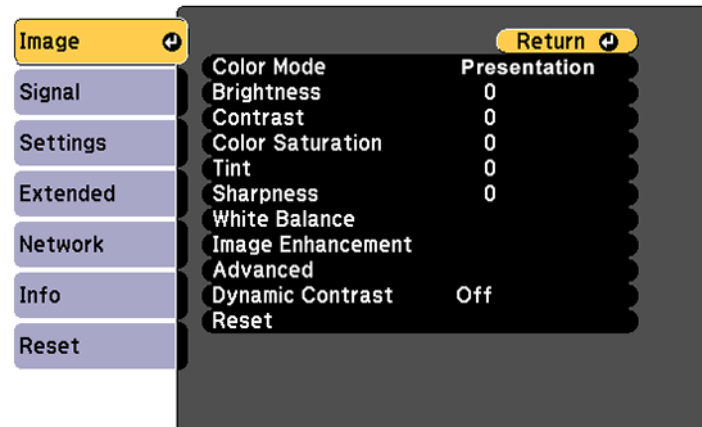 Image
Signal
Settings
Extended
Network
Info
Reset
Return
Color Mode Presentation
Brightness 0
Contrast 0
Color Saturation 0
Tint 0
Sharpness 0
White Balance
Image Enhancement
Advanced
Dynamic Contrast Off
Reset